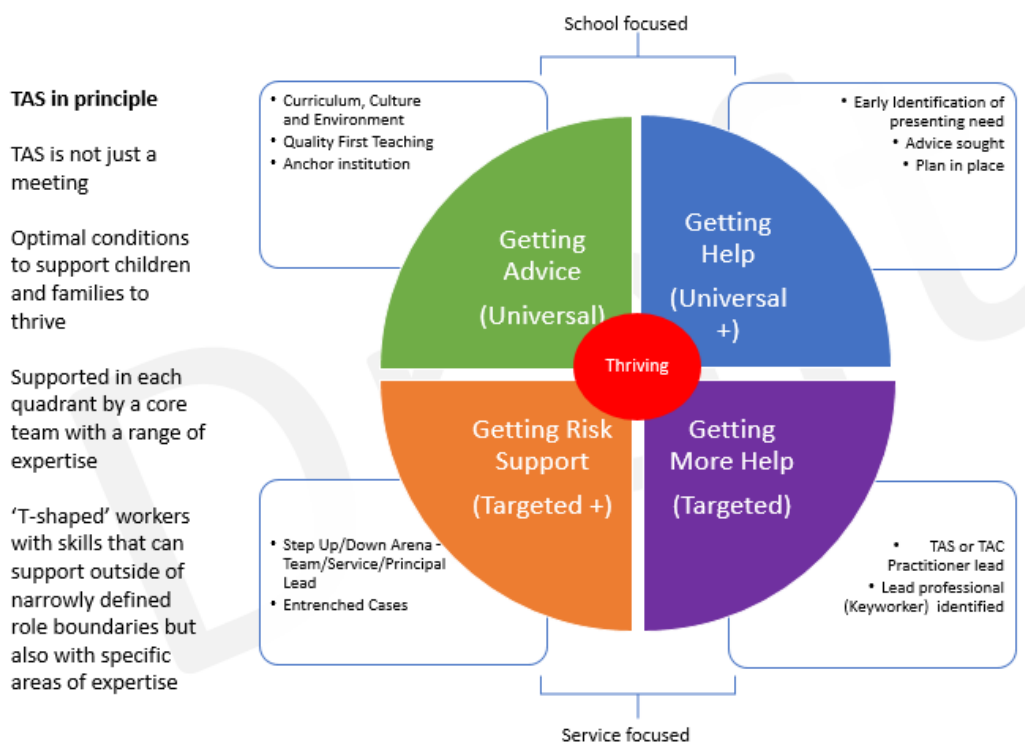 School focused
TAS in principle
TAS is not just a
meeting
Optimal conditions
to support children
and families to
thrive
Supported in each
quadrant by a core
team with a range of
expertise
‘T-shaped’ workers
with skills that can
support outside of
narrowly defined
role boundaries but
also with specific
areas of expertise
• Curriculum, Culture
and Environment
• Quality First Teaching
• Anchor institution
• Early Identification of
presenting need
• Advice sought
• Plan in place
Getting
Advice
(Universal)
Getting
Help
(Universal
+)
Thriving
Getting Risk
Support
(Targeted +)
Getting
More Help
(Targeted)
• Step Up/Down Arena -
Team/Service/Principal
Lead
• Entrenched Cases
• TAS or TAC
Practitioner lead
• Lead professional
(Keyworker) identified
Service focused